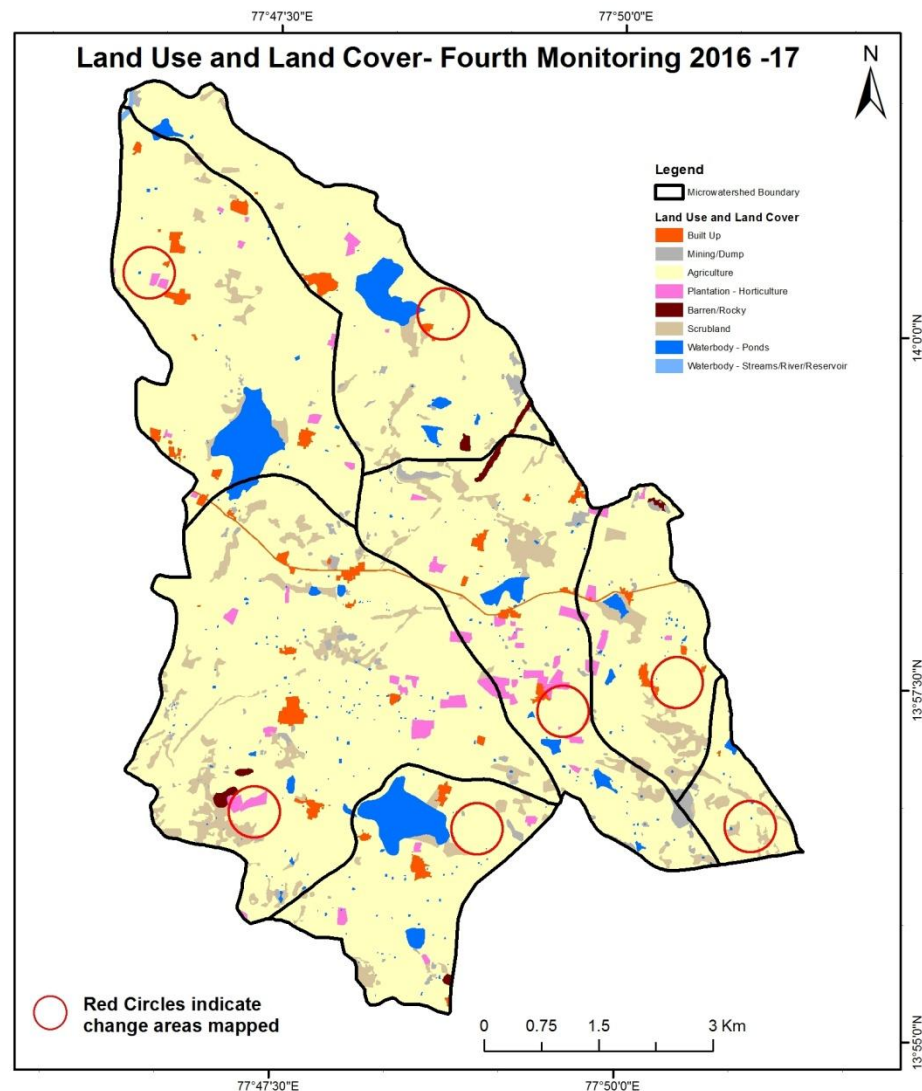 77°47'30"E 77°50'0"E
Land Use and Land Cover- Fourth Monitoring 2016 -17
N
Legend
Microwatershed Boundary
Land Use and Land Cover
Built Up
Mining/Dump
Agriculture
Plantation - Horticulture
Barren/Rocky
Scrubland
Waterbody - Ponds
Waterbody - Streams/River/Reservoir
14°0'0"N
13°57'30"N
13°55'0"N
Red Circles indicate
change areas mapped
0 0.75 1.5 3 Km
77°47'30"E 77°50'0"E